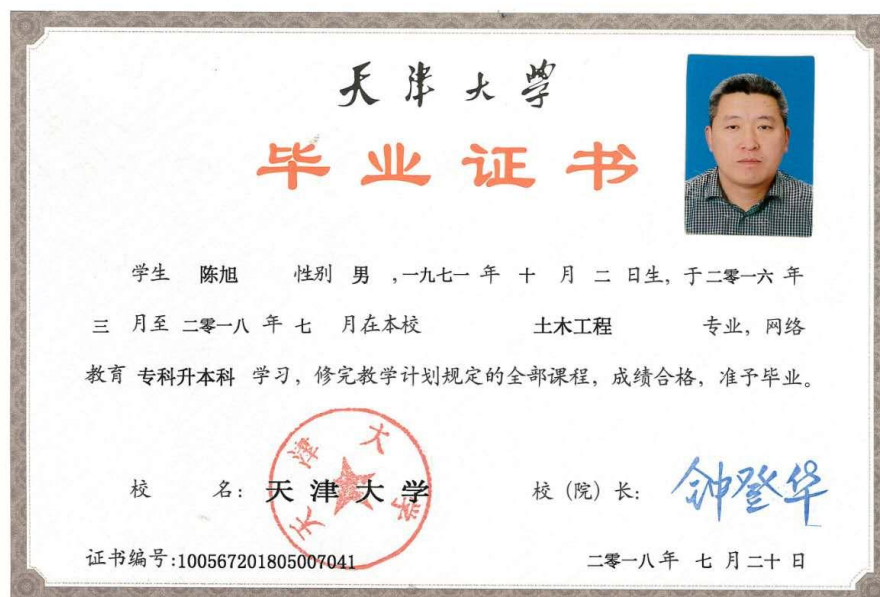 天津大学
毕业证书
学生 陈旭 性别 男 ,一九七一 年 十 月 二 日生, 于二零一六 年
三 月至 二零一八 年 七 月在本校 土木工程 专业, 网络
教育 专科升本科 学习, 修完教学计划规定的全部课程, 成绩合格, 准予毕业。
天津大学
校 名: 天津大学 校(院)长: 钟登华
证书编号:100567201805007041 二零一八年 七 月二十 日